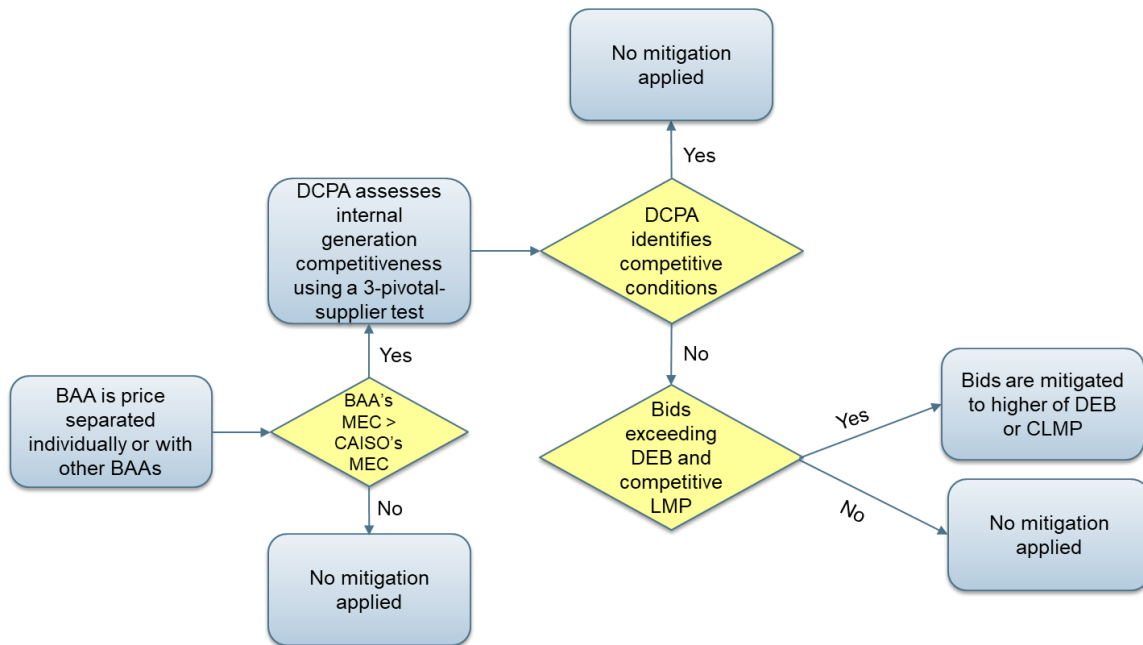 No mitigation
applied
Yes
DCPA assesses
internal
generation
competitiveness
using a 3-pivotal-
supplier test
DCPA
identifies
competitive
conditions
Yes
No
BAA is price
separated
individually or with
other BAAs
BAA's
MEC >
CAISO's
MEC
No
No mitigation
applied
Bids
exceeding
DEB and
competitive
LMP
Yes
Bids are mitigated
to higher of DEB
or CLMP
No
No mitigation
applied